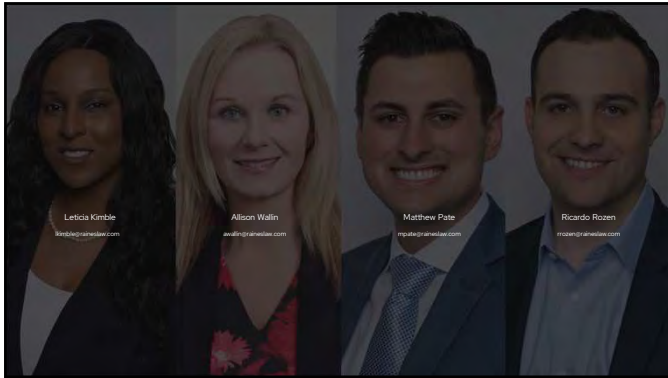 Leticia Kimble
lkimble@raineslaw.com
Allison Wallin
awallin@raineslaw.com
Matthew Pate
mpate@raineslaw.com
Ricardo Rozen
rrozen@raineslaw.com